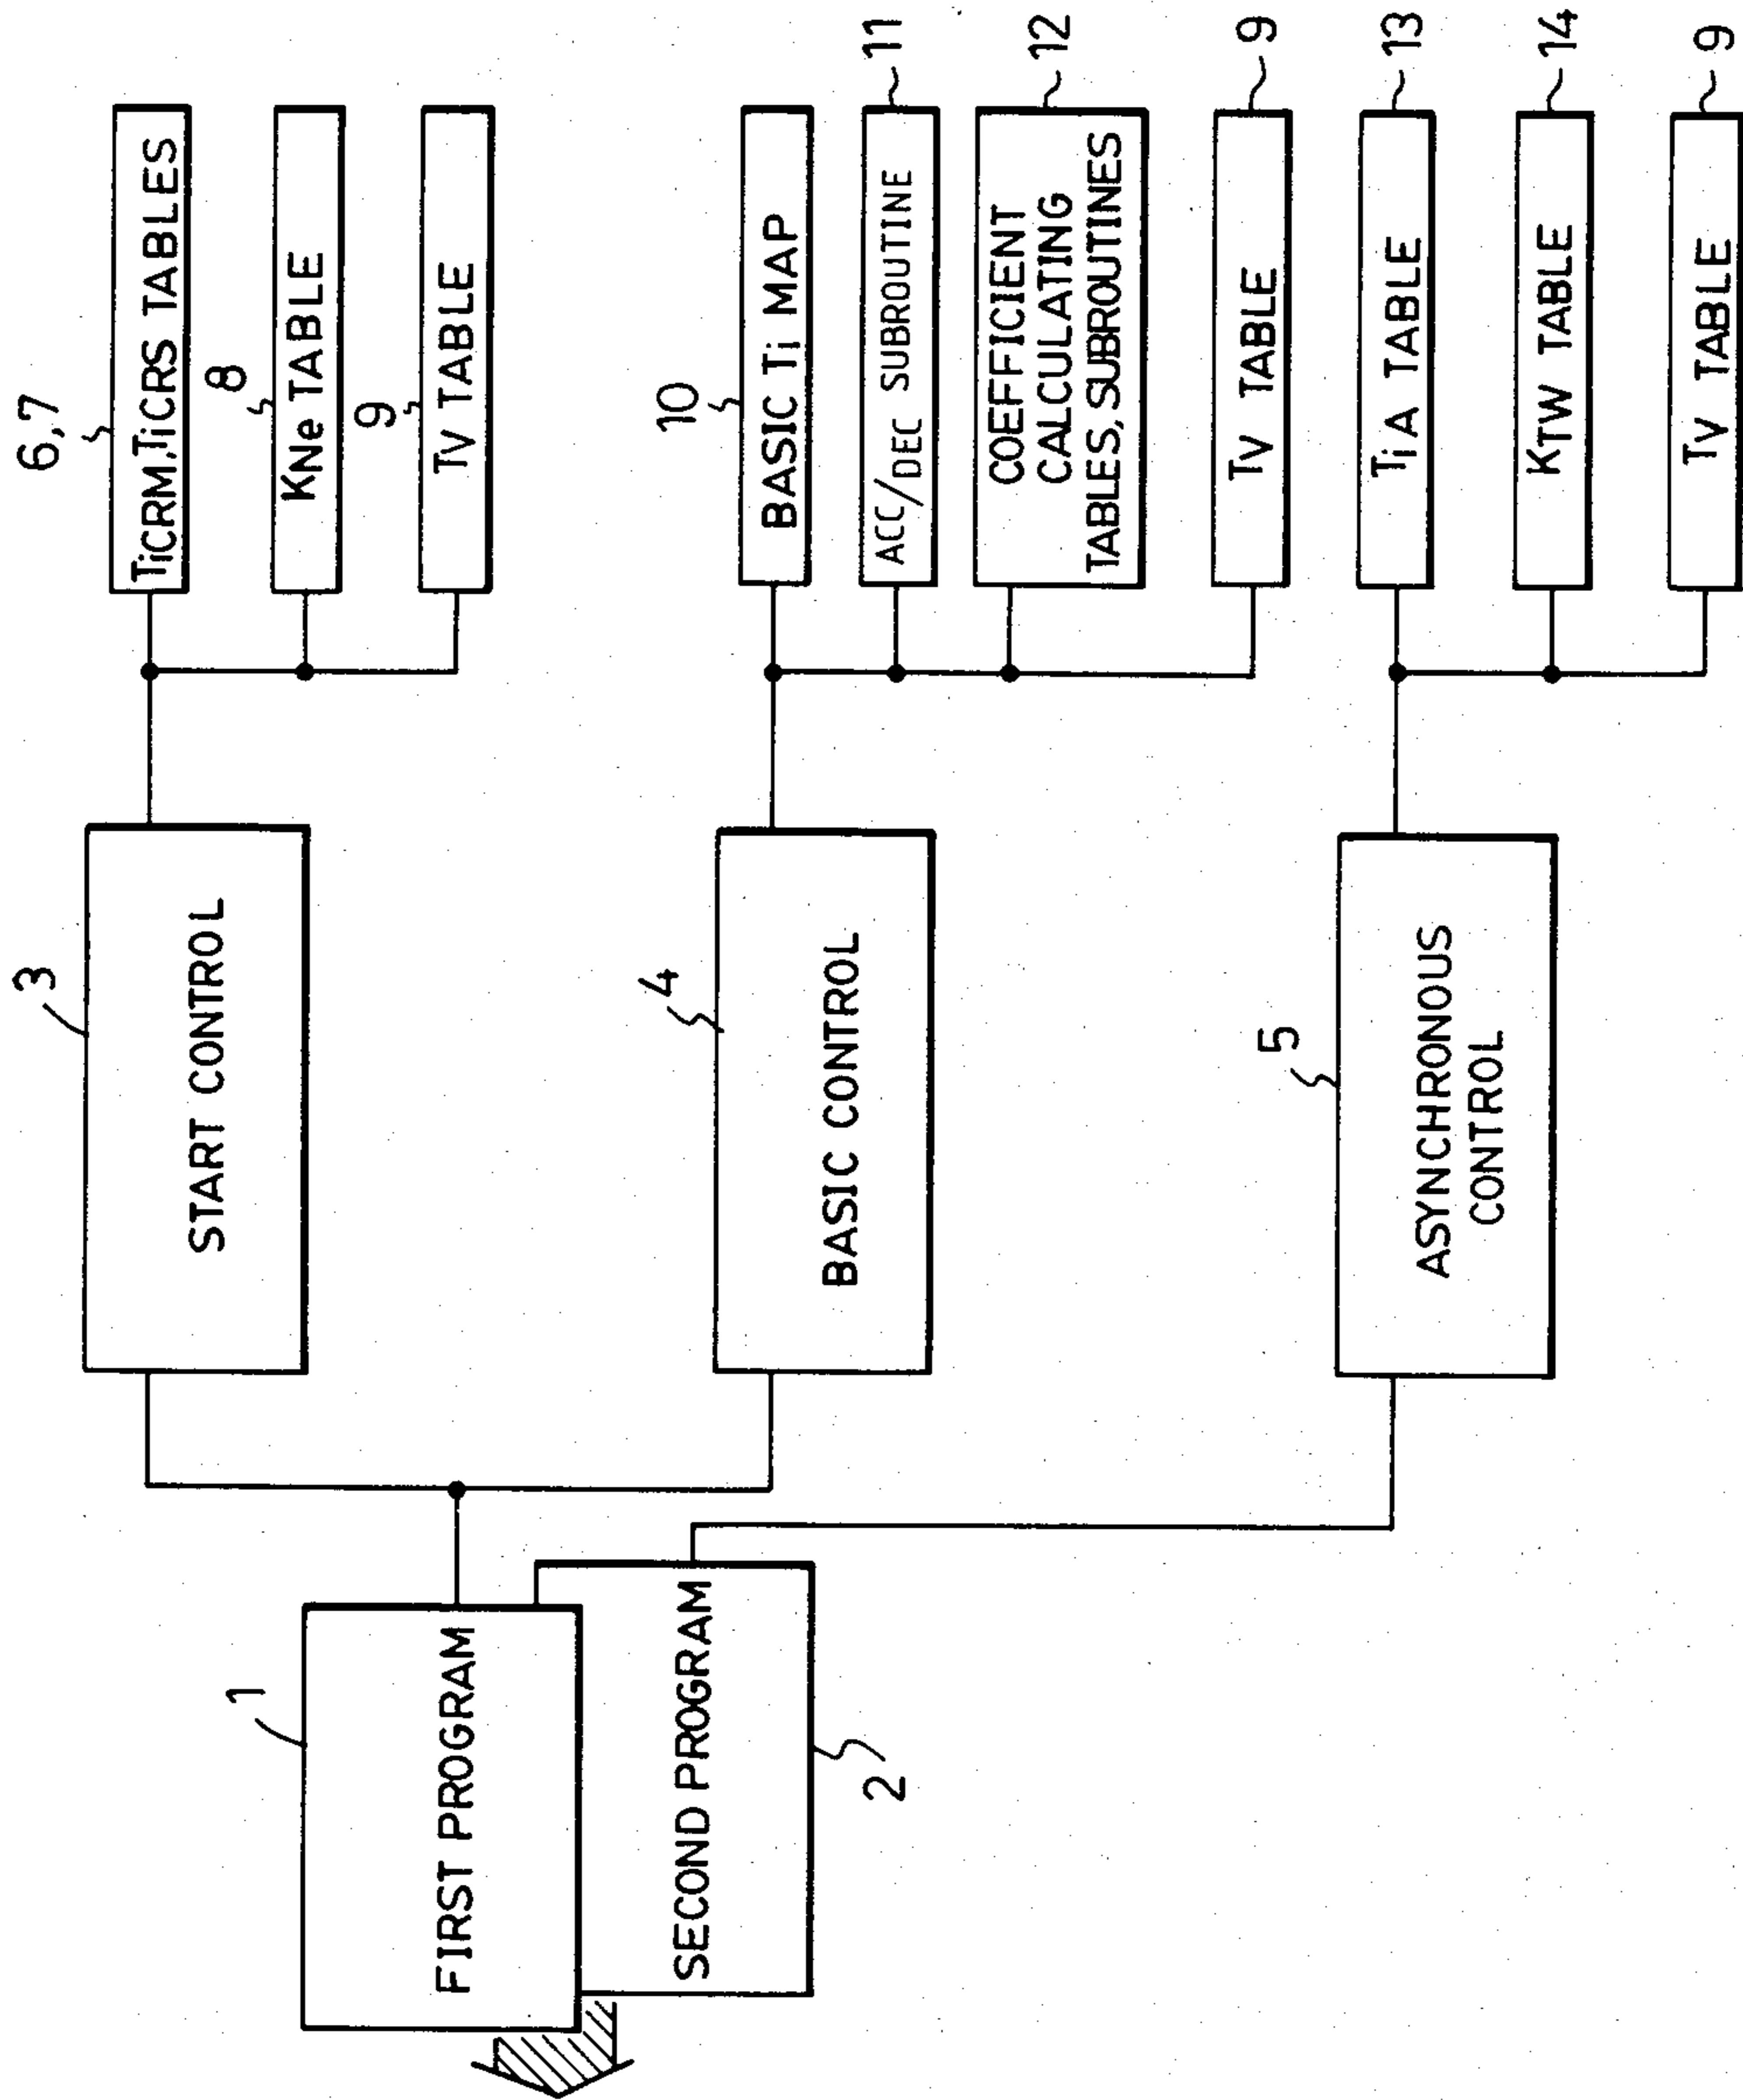 1
FIRST PROGRAM
2
SECOND PROGRAM
3
START CONTROL
4
BASIC CONTROL
5
ASYNCHRONOUS
CONTROL
6,7
TiCRM,TiCRS TABLES
8
KNe TABLE
9
TV TABLE
10
BASIC Ti MAP
ACC/DEC SUBROUTINE
11
COEFFICIENT
CALCULATING
TABLES,SUBROUTINES
12
TV TABLE
9
TiA TABLE
13
KTW TABLE
14
TV TABLE
9